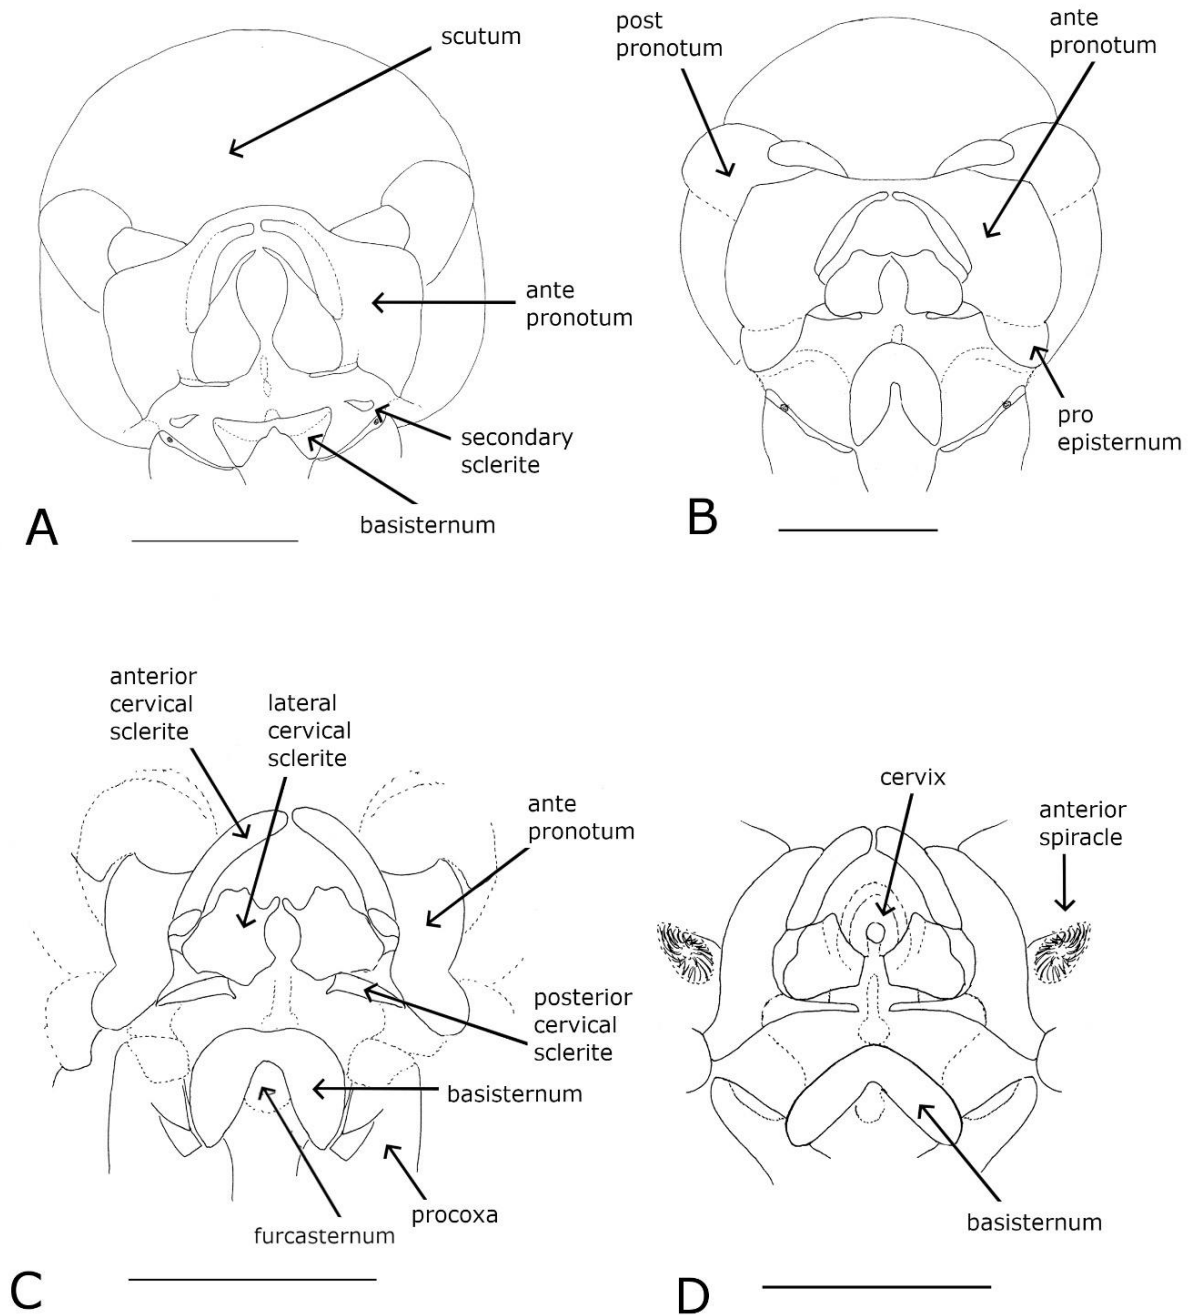 scutum
ante
pronotum
secondary
sclerite
basisternum
A
post
pronotum
ante
pronotum
pro
episternum
B
anterior
cervical
sclerite
lateral
cervical
sclerite
ante
pronotum
posterior
cervical
sclerite
basisternum
procoxa
furcasternum
C
cervix
anterior
spiracle
basisternum
D